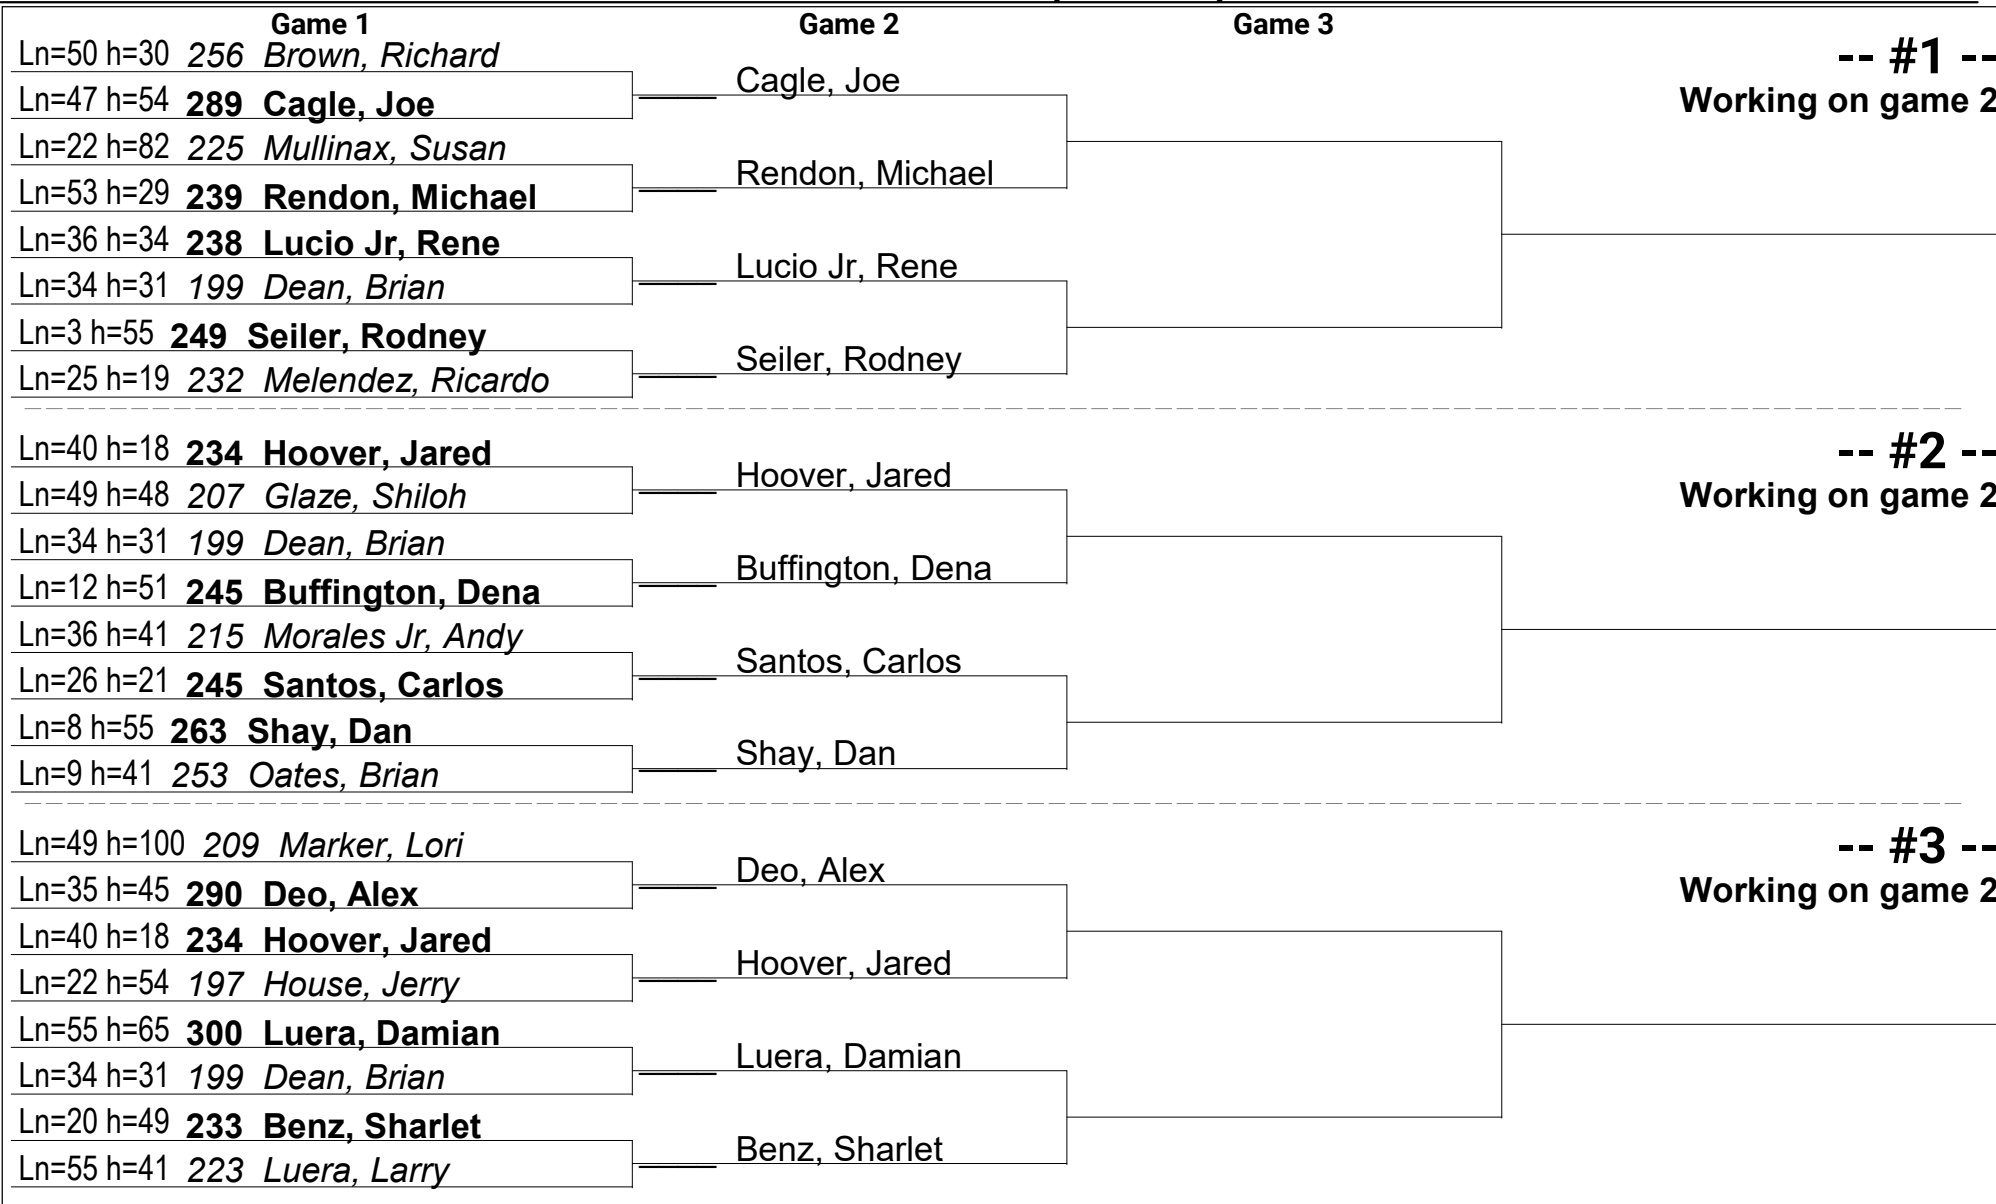 Game 1 Game 2 Game 3
Ln=50 h=30 256 Brown, Richard
-- #1 --
Cagle, Joe
Ln=47 h=54 289 Cagle, Joe
Working on game 2
Ln=22 h=82 225 Mullinax, Susan
Rendon, Michael
Ln=53 h=29 239 Rendon, Michael
Ln=36 h=34 238 Lucio Jr, Rene
Lucio Jr, Rene
Ln=34 h=31 199 Dean, Brian
Ln=3 h=55 249 Seiler, Rodney
Seiler, Rodney
Ln=25 h=19 232 Melendez, Ricardo
Ln=40 h=18 234 Hoover, Jared
-- #2 --
Hoover, Jared
Ln=49 h=48 207 Glaze, Shiloh
Working on game 2
Ln=34 h=31 199 Dean, Brian
Buffington, Dena
Ln=12 h=51 245 Buffington, Dena
Ln=36 h=41 215 Morales Jr, Andy
Santos, Carlos
Ln=26 h=21 245 Santos, Carlos
Ln=8 h=55 263 Shay, Dan
Shay, Dan
Ln=9 h=41 253 Oates, Brian
Ln=49 h=100 209 Marker, Lori
-- #3 --
Deo, Alex
Ln=35 h=45 290 Deo, Alex
Working on game 2
Ln=40 h=18 234 Hoover, Jared
Hoover, Jared
Ln=22 h=54 197 House, Jerry
Ln=55 h=65 300 Luera, Damian
Luera, Damian
Ln=34 h=31 199 Dean, Brian
Ln=20 h=49 233 Benz, Sharlet
Benz, Sharlet
Ln=55 h=41 223 Luera, Larry